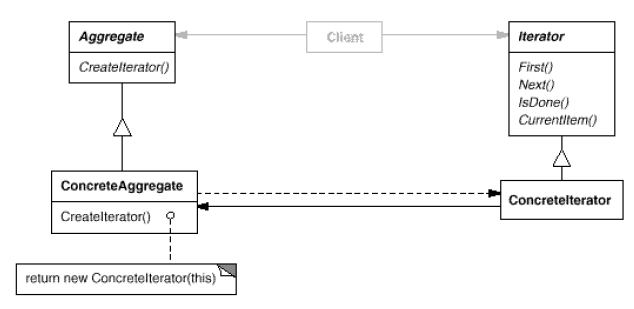 Aggregate
CreateIterator()
Client
Iterator
First()
Next()
IsDone()
CurrentItem()
ConcreteAggregate
CreateIterator()
ConcreteIterator
return new ConcreteIterator(this)